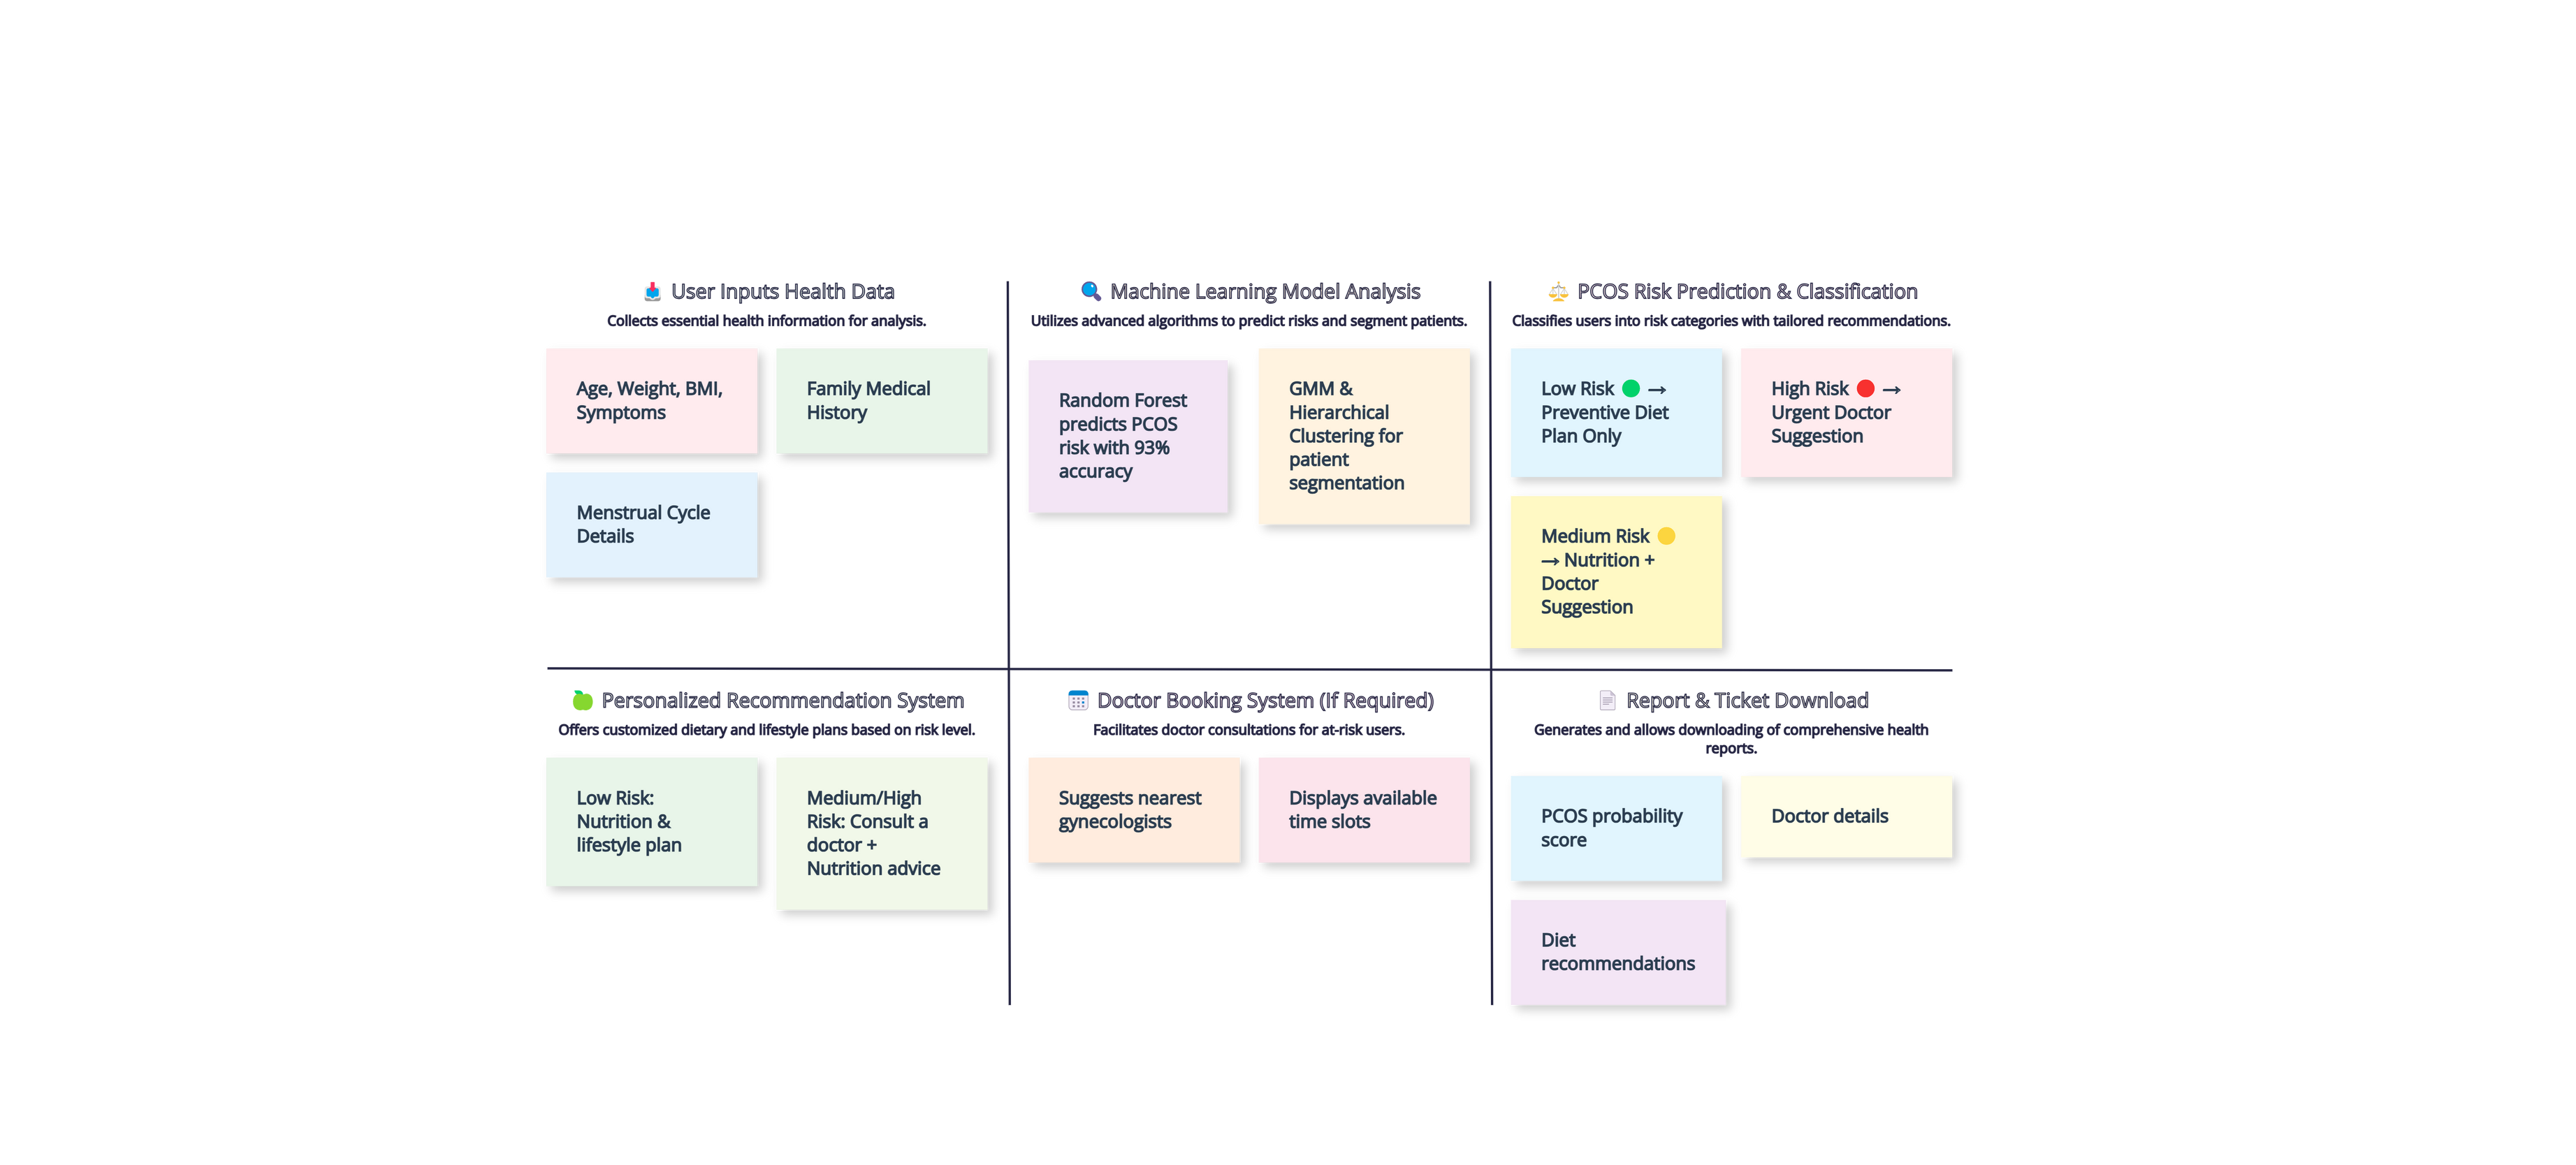 📥 User Inputs Health Data
Collects essential health information for analysis.
Age, Weight, BMI,
Symptoms
Family Medical
History
Menstrual Cycle
Details
🔍 Machine Learning Model Analysis
Utilizes advanced algorithms to predict risks and segment patients.
Random Forest
predicts PCOS
risk with 93%
accuracy
GMM &
Hierarchical
Clustering for
patient
segmentation
⚖️ PCOS Risk Prediction & Classification
Classifies users into risk categories with tailored recommendations.
Low Risk 🟢 →
Preventive Diet
Plan Only
High Risk 🔴 →
Urgent Doctor
Suggestion
Medium Risk 🟡
→ Nutrition +
Doctor
Suggestion
🍏 Personalized Recommendation System
Offers customized dietary and lifestyle plans based on risk level.
Low Risk:
Nutrition &
lifestyle plan
Medium/High
Risk: Consult a
doctor +
Nutrition advice
📅 Doctor Booking System (If Required)
Facilitates doctor consultations for at-risk users.
Suggests nearest
gynecologists
Displays available
time slots
📄 Report & Ticket Download
Generates and allows downloading of comprehensive health
reports.
PCOS probability
score
Doctor details
Diet
recommendations